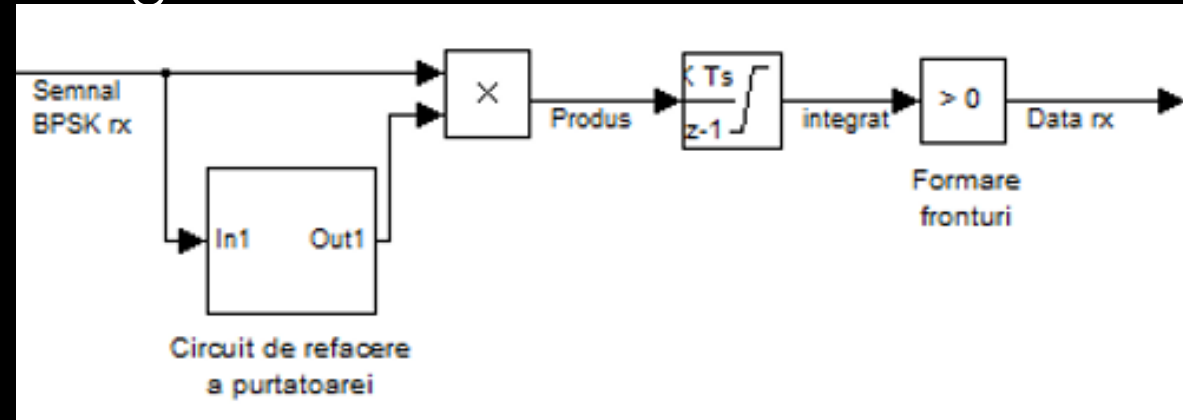 Semnal
BPSK rx
×
Produs
K Ts
z-1
integrat
> 0
Data rx
Formare
fronturi
In1 Out1
Circuit de refacere
a purtatoarei